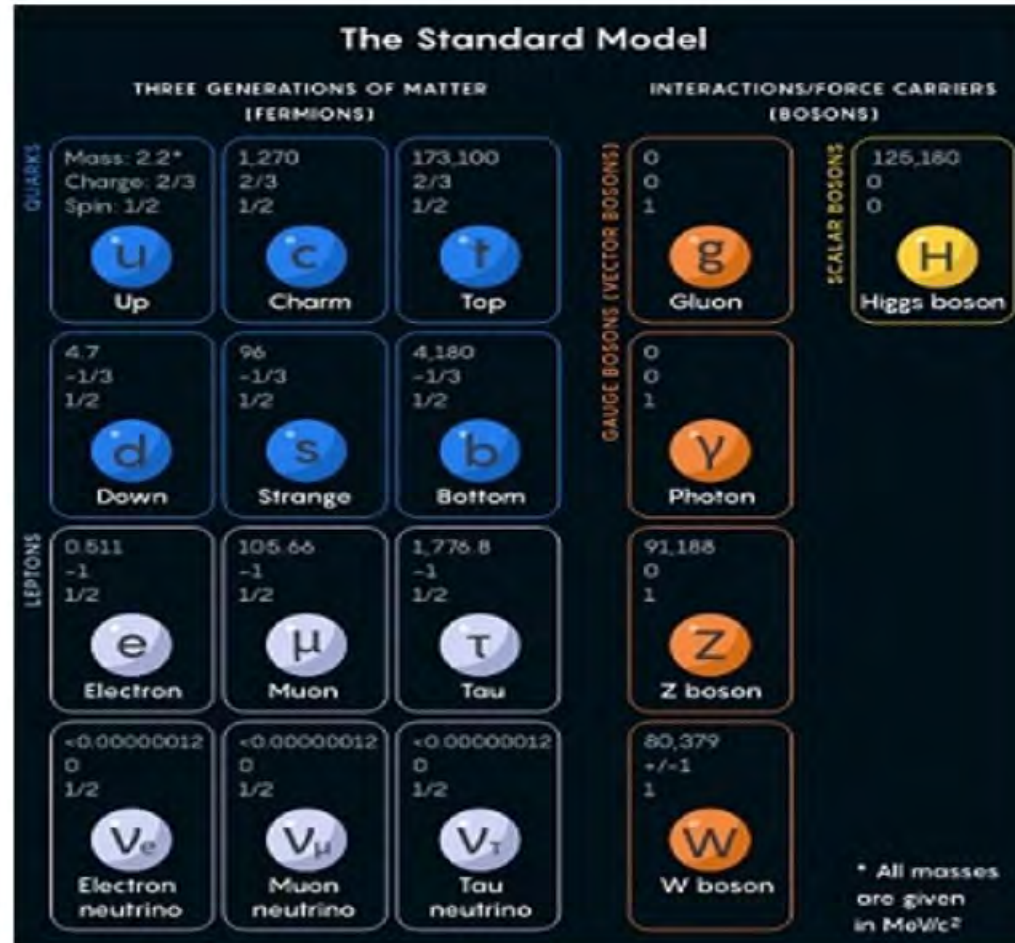 The Standard Model
THREE GENERATIONS OF MATTER
(FERMIONS)
INTERACTIONS/FORCE CARRIERS
(BOSONS)
QUARKS
Mass: 2.2*
Charge: 2/3
Spin: 1/2
u
Up
1,270
2/3
1/2
c
Charm
173,100
2/3
1/2
t
Top
GAUGE BOSONS (VECTOR BOSONS)
0
0
1
g
Gluon
SCALAR BOSONS
125,180
0
0
H
Higgs boson
4.7
-1/3
1/2
d
Down
96
-1/3
1/2
s
Strange
4,180
-1/3
1/2
b
Bottom
0
0
1
γ
Photon
LEPTONS
0.511
-1
1/2
e
Electron
105.66
-1
1/2
μ
Muon
1,776.8
-1
1/2
τ
Tau
91,188
0
1
Z
Z boson
<0.00000012
0
1/2
Ve
Electron
neutrino
<0.00000012
0
1/2
Vμ
Muon
neutrino
<0.00000012
0
1/2
Vτ
Tau
neutrino
80,379
+/-1
1
W
W boson
* All masses
are given
in MeV/c²